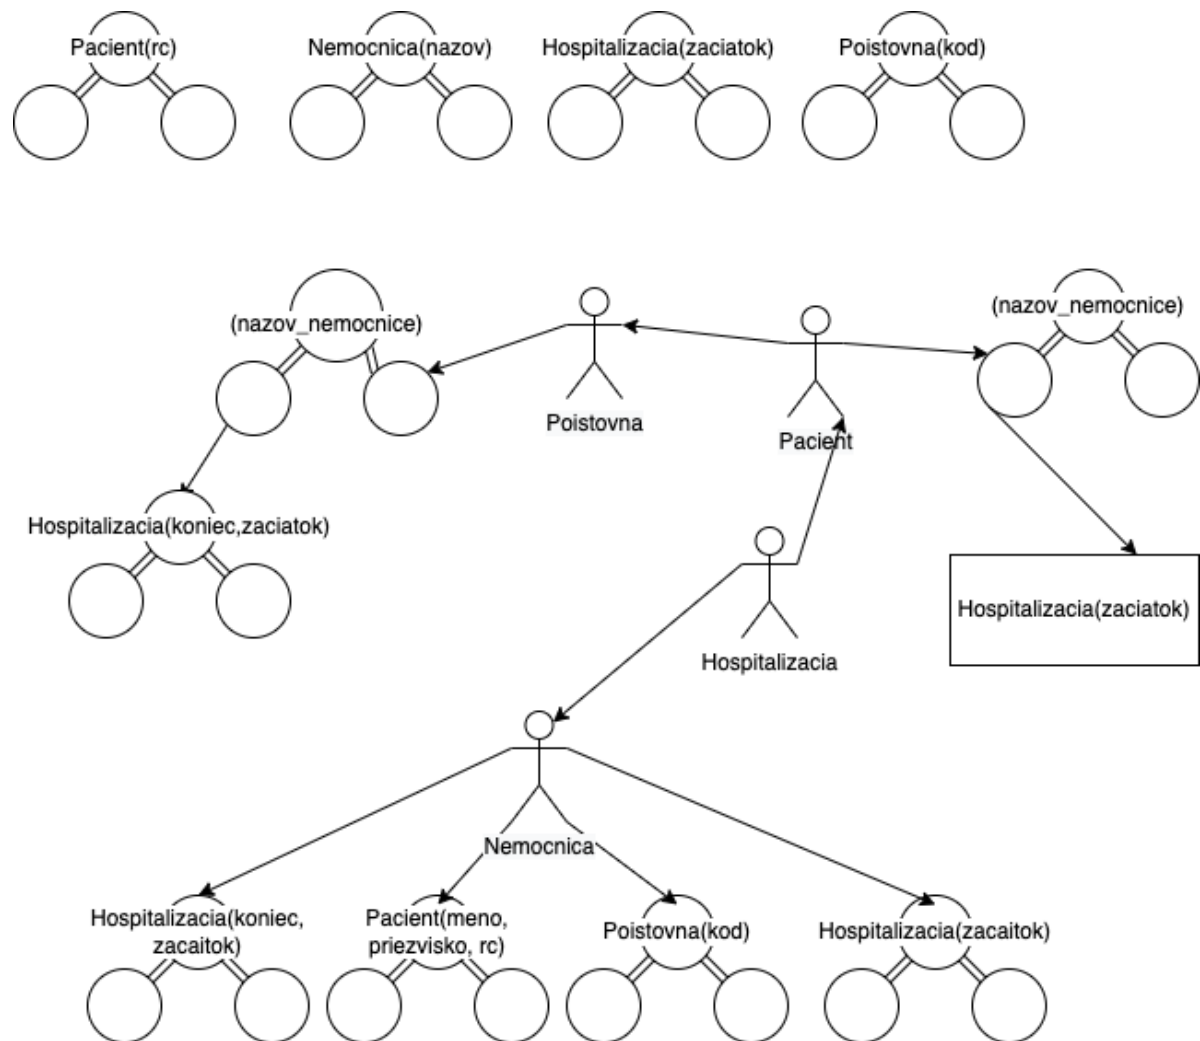 Pacient(rc)
Nemocnica(nazov)
Hospitalizacia(zaciatok)
Poistovna(kod)
(nazov_nemocnice)
(nazov_nemocnice)
Poistovna
Pacient
Hospitalizacia(koniec,zaciatok)
Hospitalizacia(zaciatok)
Hospitalizacia
Nemocnica
Hospitalizacia(koniec,
zacaitok)
Pacient(meno,
priezvisko, rc)
Poistovna(kod)
Hospitalizacia(zacaitok)